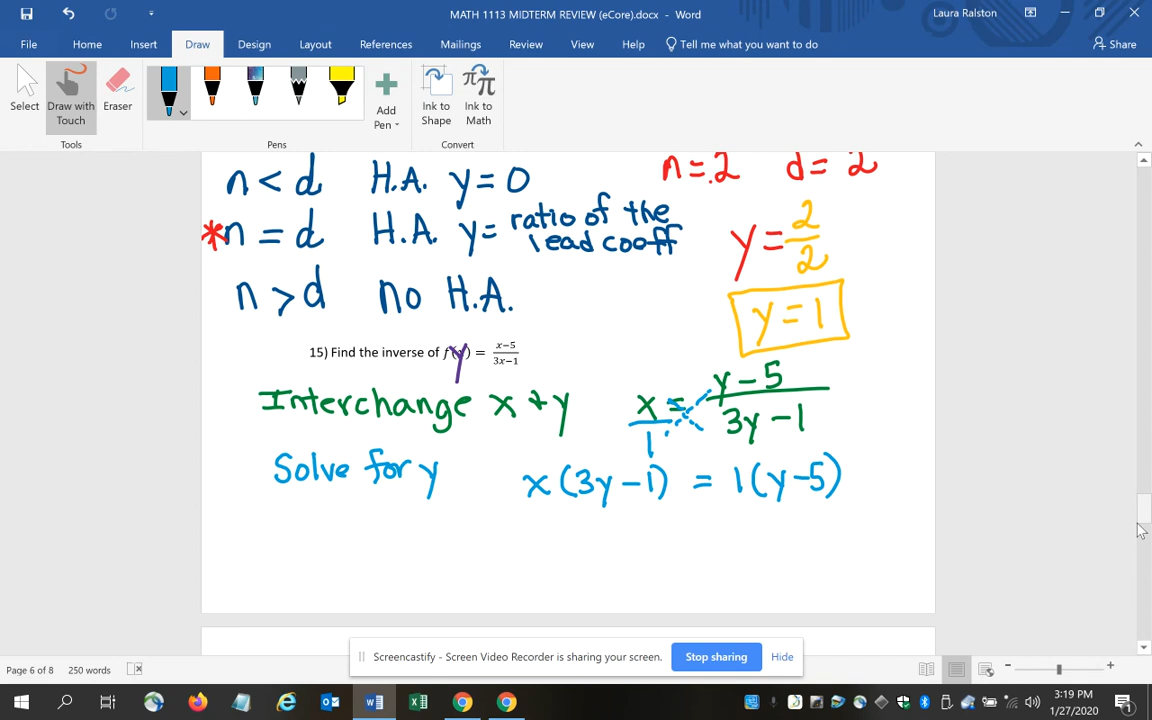 MATH 1113 MIDTERM REVIEW (eCore).docx - Word
Laura Ralston
File Home Insert Draw Design Layout References Mailings Review View Help Tell me what you want to do Share
Select
Draw with Touch
Eraser
Add Pen
Ink to Shape
Ink to Math
Tools
Pens
Convert
n = 2 d = 2
n < d H.A. y = 0
*n = d H.A. y = ratio of the lead coeff
y = 2/2
n > d no H.A.
y = 1
15) Find the inverse of f(y) = x−5/3x−1
Interchange x + y x/1 = y − 5/3y − 1
Solve for y x(3y − 1) = 1(y − 5)
Screencastify - Screen Video Recorder is sharing your screen. Stop sharing Hide
Page 6 of 8 250 words
3:19 PM
1/27/2020